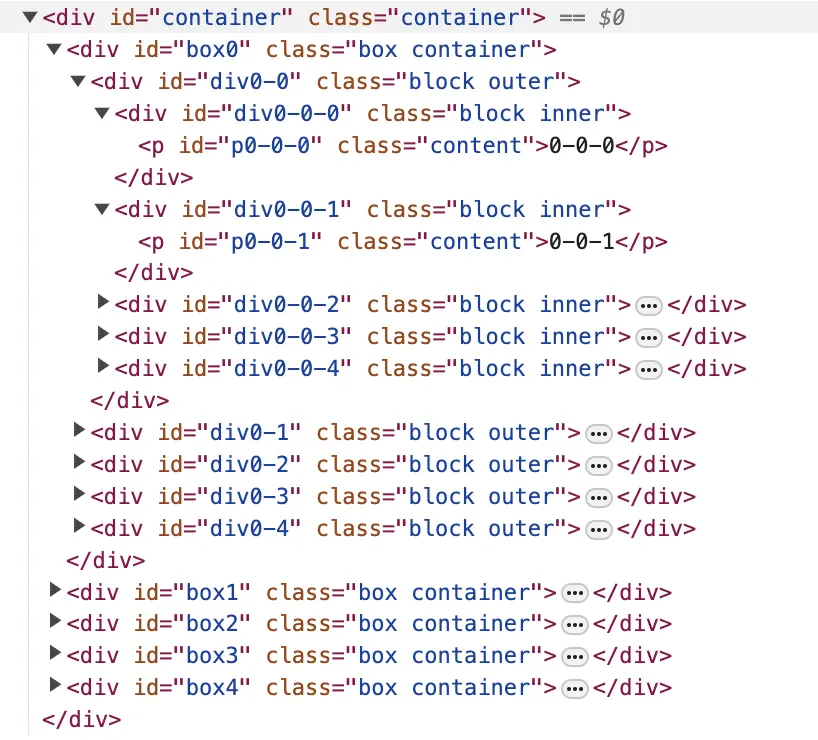 ▼<div id="container" class="container"> == $0
▼<div id="box0" class="box container">
▼<div id="div0-0" class="block outer">
▼<div id="div0-0-0" class="block inner">
<p id="p0-0-0" class="content">0-0-0</p>
</div>
▼<div id="div0-0-1" class="block inner">
<p id="p0-0-1" class="content">0-0-1</p>
</div>
▶<div id="div0-0-2" class="block inner">…</div>
▶<div id="div0-0-3" class="block inner">…</div>
▶<div id="div0-0-4" class="block inner">…</div>
</div>
▶<div id="div0-1" class="block outer">…</div>
▶<div id="div0-2" class="block outer">…</div>
▶<div id="div0-3" class="block outer">…</div>
▶<div id="div0-4" class="block outer">…</div>
</div>
▶<div id="box1" class="box container">…</div>
▶<div id="box2" class="box container">…</div>
▶<div id="box3" class="box container">…</div>
▶<div id="box4" class="box container">…</div>
</div>